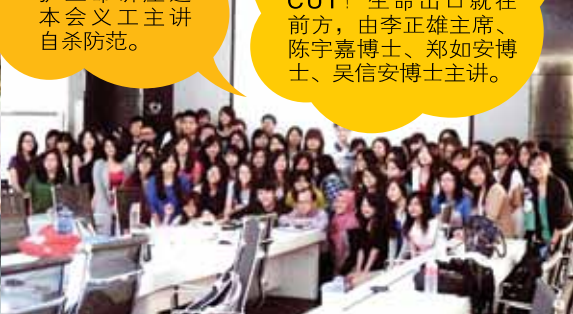 本会义工主讲
自杀防范。
生命出口就在
前方，由李正雄主席、
陈宇嘉博士、郑如安博
士、吴信安博士主讲。